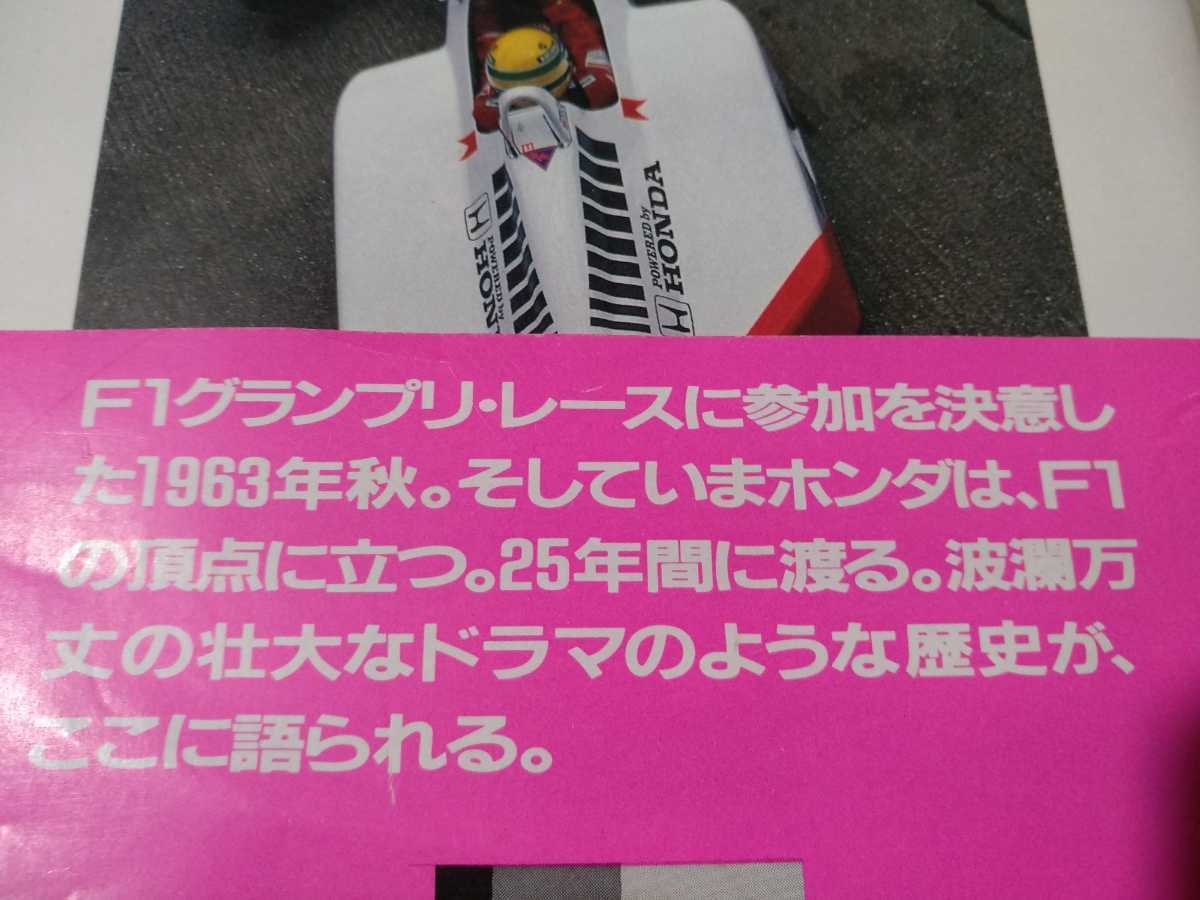 POWERED by
HONDA
POWERED by
HON
F1グランプリ・レースに参加を決意し
た1963年秋。そしていまホンダは、F1
の頂点に立つ。25年間に渡る。波瀾万
丈の壮大なドラマのような歴史が、
ここに語られる。